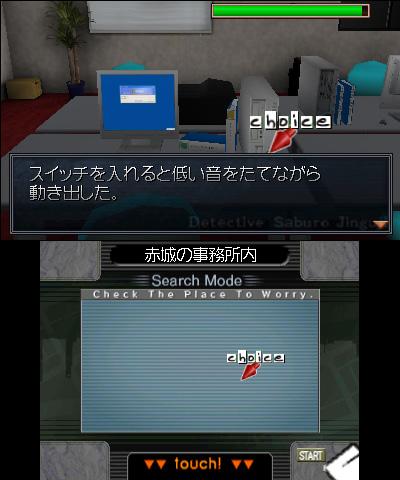 choice
スイッチを入れると低い音をたてながら
動き出した。
Detective Saburo Jingu
赤城の事務所内
Search Mode
Check The Place To Worry.
choice
touch!
START